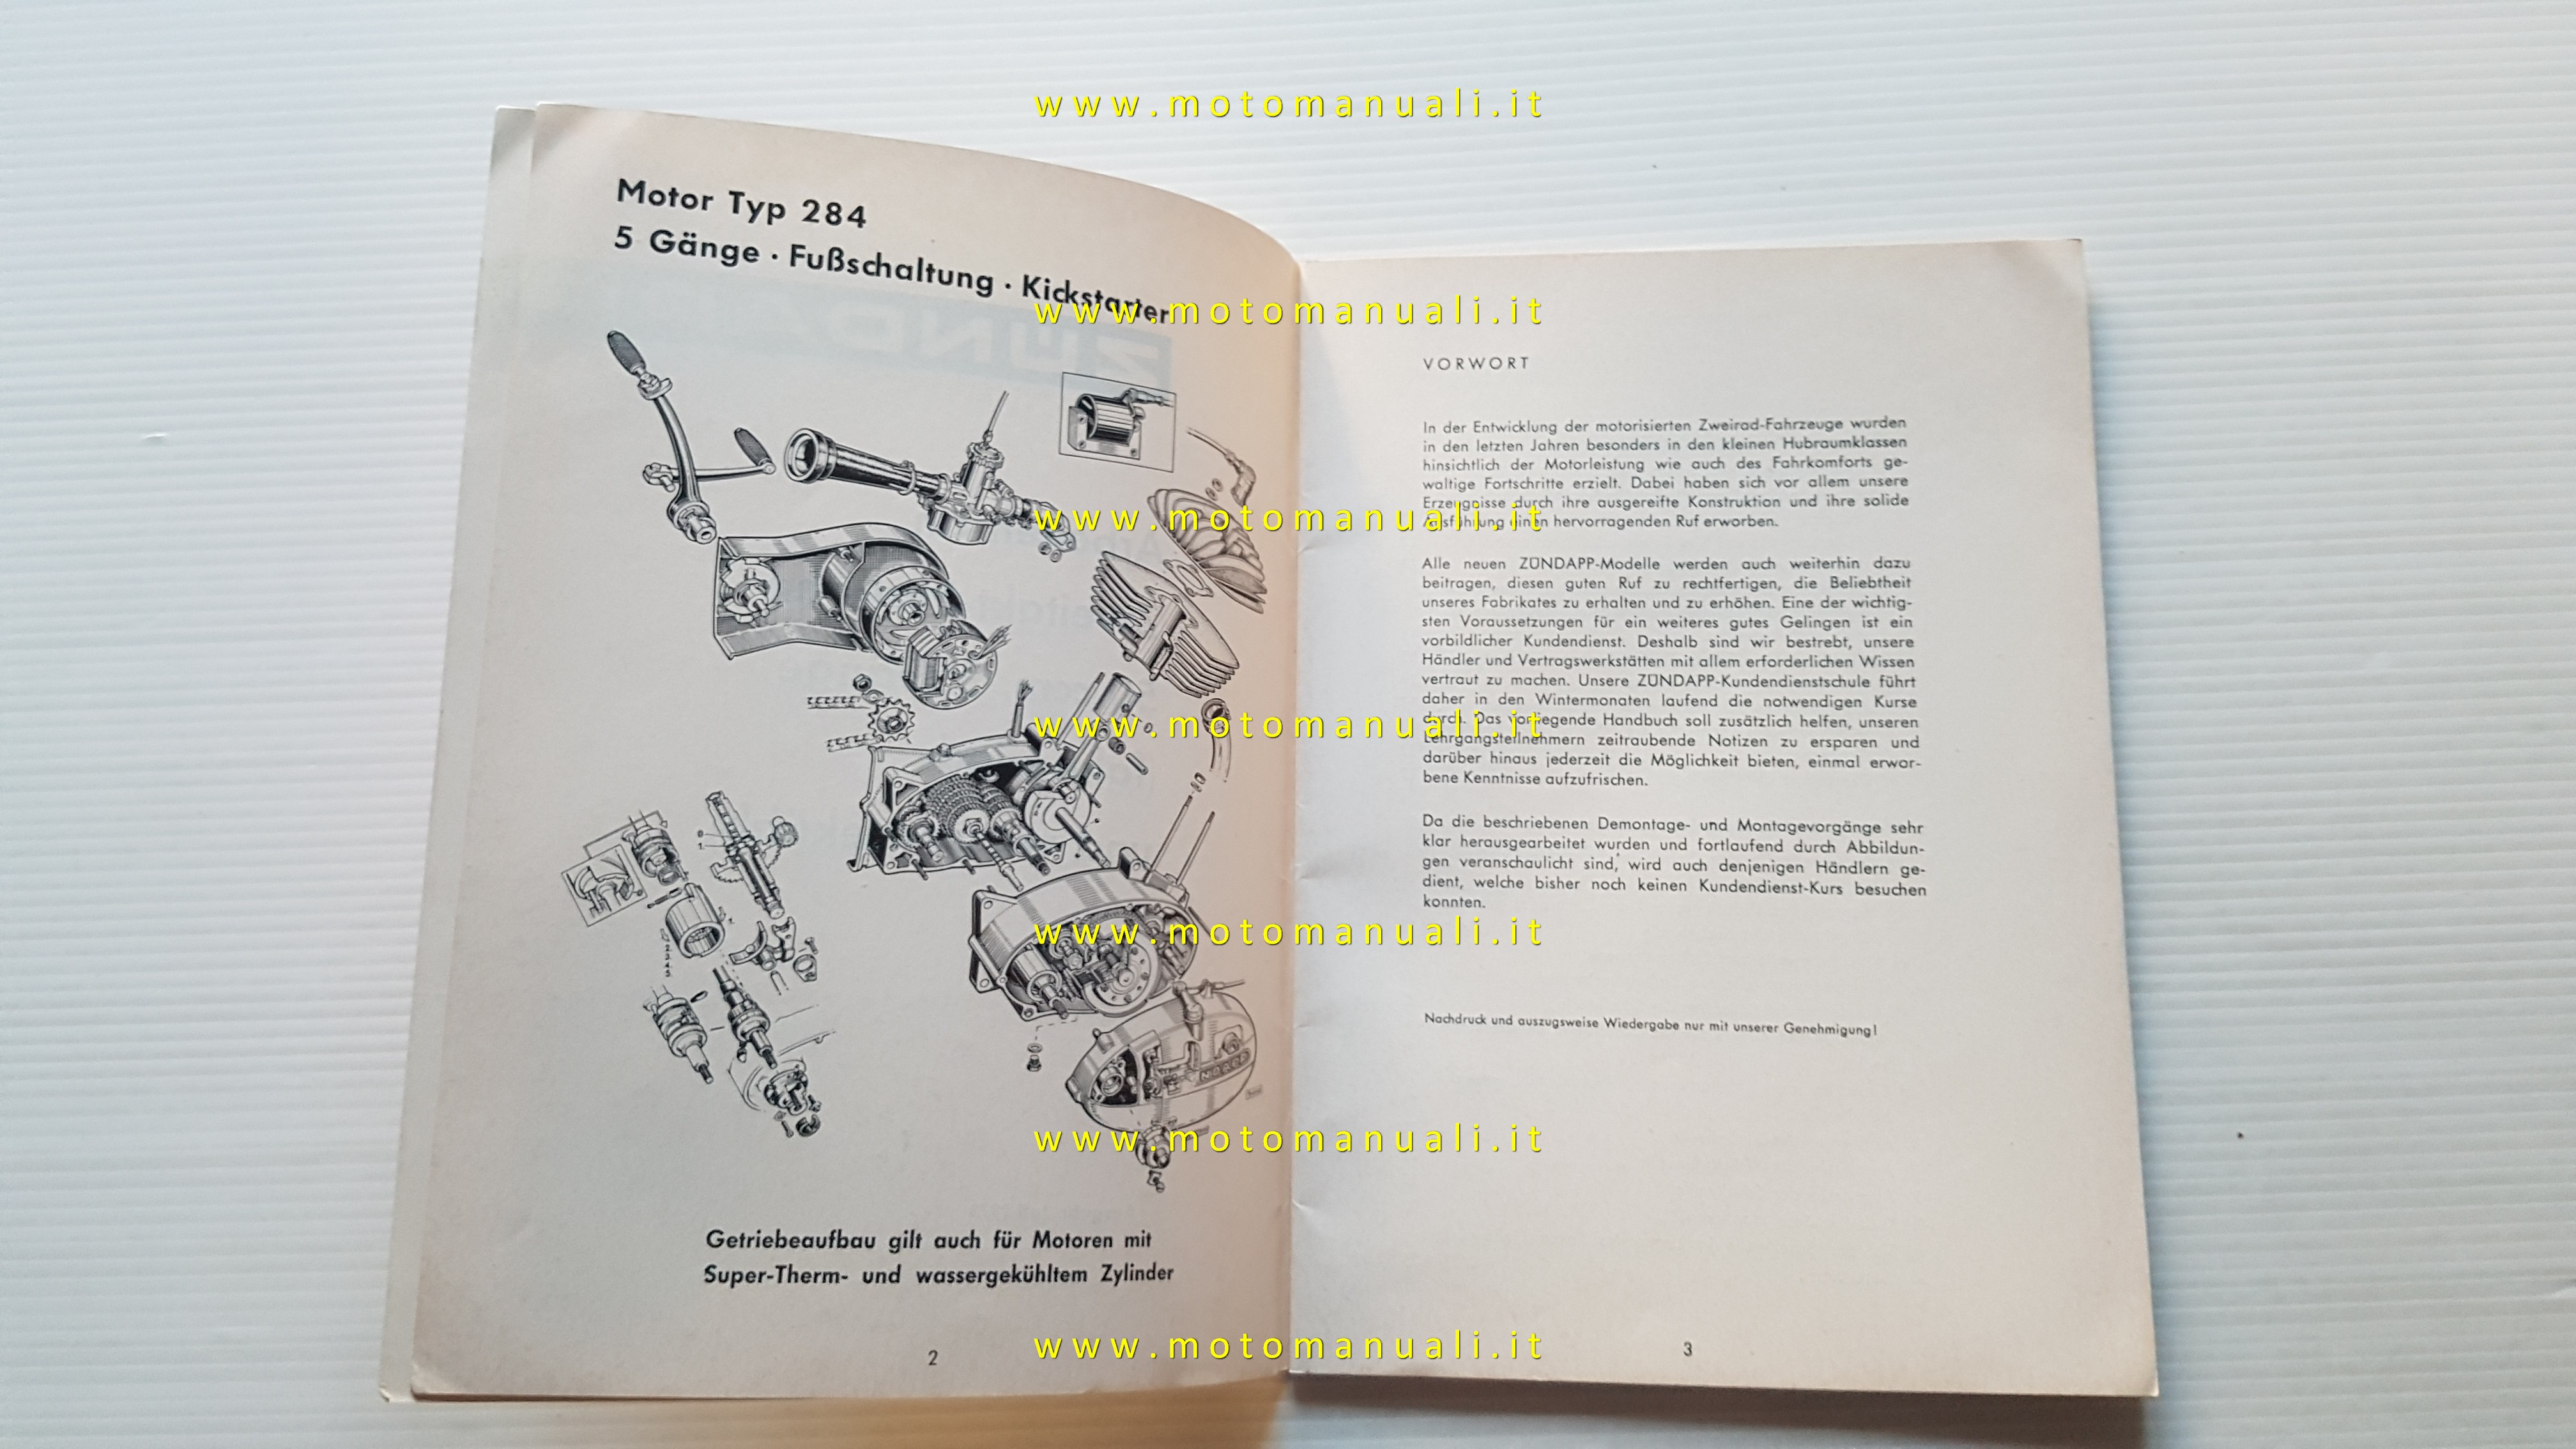 www.motomanuali.it
Motor Typ 284
5 Gänge · Fußschaltung · Kickstarter
www.motomanuali.it
www.motomanuali.it
www.motomanuali.it
www.motomanuali.it
www.motomanuali.it
Getriebeaufbau gilt auch für Motoren mit
Super-Therm- und wassergekühltem Zylinder
www.motomanuali.it
2
VORWORT
In der Entwicklung der motorisierten Zweirad-Fahrzeuge wurden
in den letzten Jahren besonders in den kleinen Hubraumklassen
hinsichtlich der Motorleistung wie auch des Fahrkomforts ge-
waltige Fortschritte erzielt. Dabei haben sich vor allem unsere
Erzeugnisse durch ihre ausgereifte Konstruktion und ihre solide
Ausführung einen hervorragenden Ruf erworben.
Alle neuen ZÜNDAPP-Modelle werden auch weiterhin dazu
beitragen, diesen guten Ruf zu rechtfertigen, die Beliebtheit
unseres Fabrikates zu erhalten und zu erhöhen. Eine der wichtig-
sten Voraussetzungen für ein weiteres gutes Gelingen ist ein
vorbildlicher Kundendienst. Deshalb sind wir bestrebt, unsere
Händler und Vertragswerkstätten mit allem erforderlichen Wissen
vertraut zu machen. Unsere ZÜNDAPP-Kundendienstschule führt
daher in den Wintermonaten laufend die notwendigen Kurse
durch. Das vorliegende Handbuch soll zusätzlich helfen, unseren
Lehrgangsteilnehmern zeitraubende Notizen zu ersparen und
darüber hinaus jederzeit die Möglichkeit bieten, einmal erwor-
bene Kenntnisse aufzufrischen.
Da die beschriebenen Demontage- und Montagevorgänge sehr
klar herausgearbeitet wurden und fortlaufend durch Abbildun-
gen veranschaulicht sind, wird auch denjenigen Händlern ge-
dient, welche bisher noch keinen Kundendienst-Kurs besuchen
konnten.
Nachdruck und auszugsweise Wiedergabe nur mit unserer Genehmigung!
3